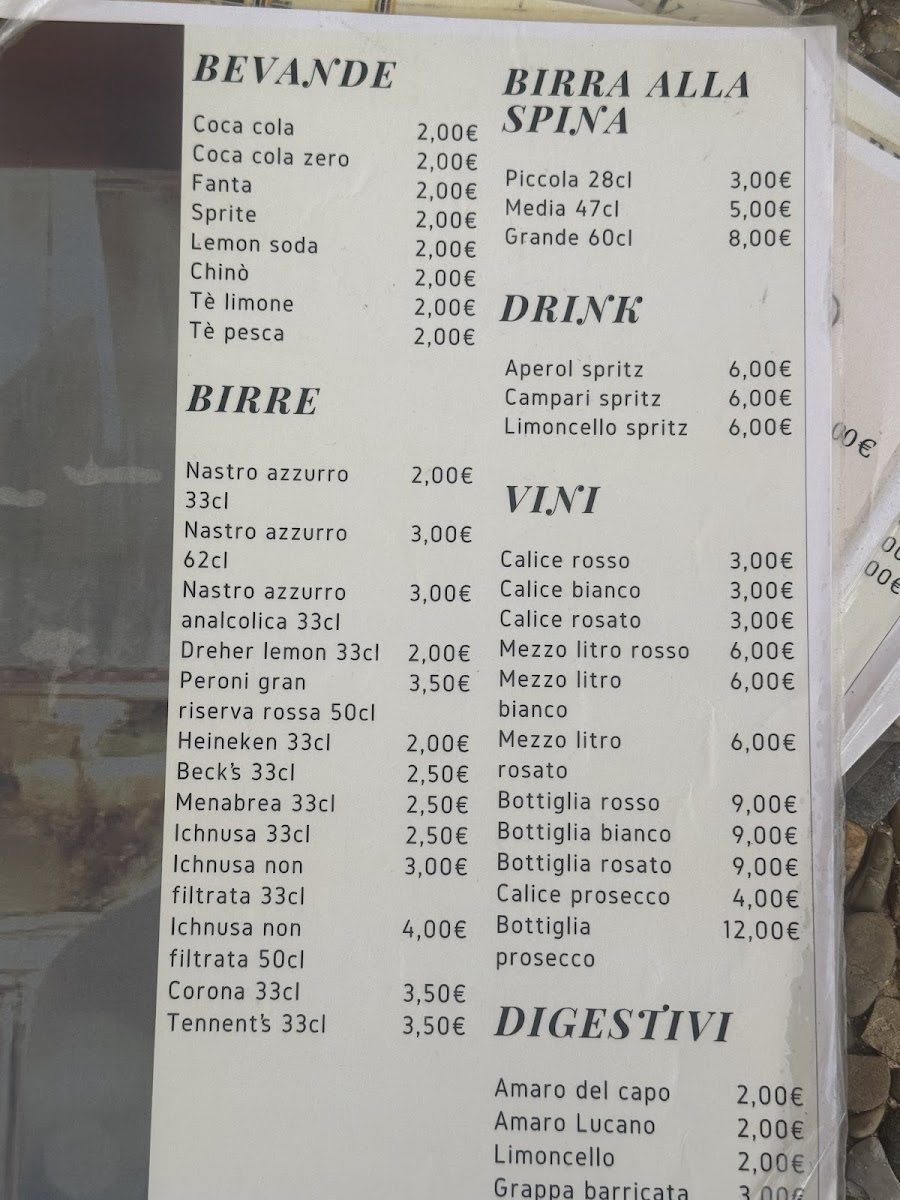 BEVANDE
Coca cola 2,00€
Coca cola zero 2,00€
Fanta 2,00€
Sprite 2,00€
Lemon soda 2,00€
Chinò 2,00€
Tè limone 2,00€
Tè pesca 2,00€
BIRRE
Nastro azzurro 2,00€
33cl
Nastro azzurro 3,00€
62cl
Nastro azzurro 3,00€
analcolica 33cl
Dreher lemon 33cl 2,00€
Peroni gran 3,50€
riserva rossa 50cl
Heineken 33cl 2,00€
Beck's 33cl 2,50€
Menabrea 33cl 2,50€
Ichnusa 33cl 2,50€
Ichnusa non 3,00€
filtrata 33cl
Ichnusa non 4,00€
filtrata 50cl
Corona 33cl 3,50€
Tennent's 33cl 3,50€
BIRRA ALLA
SPINA
Piccola 28cl 3,00€
Media 47cl 5,00€
Grande 60cl 8,00€
DRINK
Aperol spritz 6,00€
Campari spritz 6,00€
Limoncello spritz 6,00€
VINI
Calice rosso 3,00€
Calice bianco 3,00€
Calice rosato 3,00€
Mezzo litro rosso 6,00€
Mezzo litro 6,00€
bianco
Mezzo litro 6,00€
rosato
Bottiglia rosso 9,00€
Bottiglia bianco 9,00€
Bottiglia rosato 9,00€
Calice prosecco 4,00€
Bottiglia 12,00€
prosecco
DIGESTIVI
Amaro del capo 2,00€
Amaro Lucano 2,00€
Limoncello 2,00€
Grappa barricata 3,00€